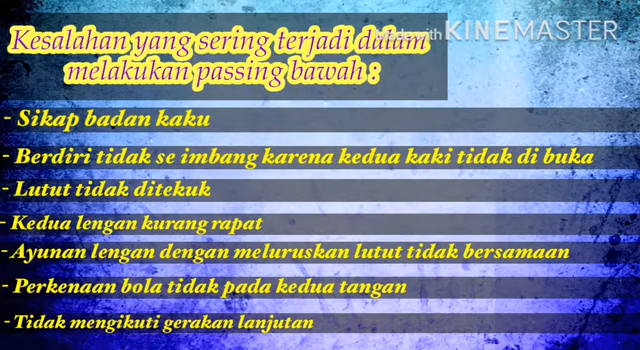 Kesalahan yang sering terjadi dalam
melakukan passing bawah :
Made with KINEMASTER
- Sikap badan kaku
- Berdiri tidak se imbang karena kedua kaki tidak di buka
- Lutut tidak ditekuk
- Kedua lengan kurang rapat
- Ayunan lengan dengan meluruskan lutut tidak bersamaan
- Perkenaan bola tidak pada kedua tangan
- Tidak mengikuti gerakan lanjutan